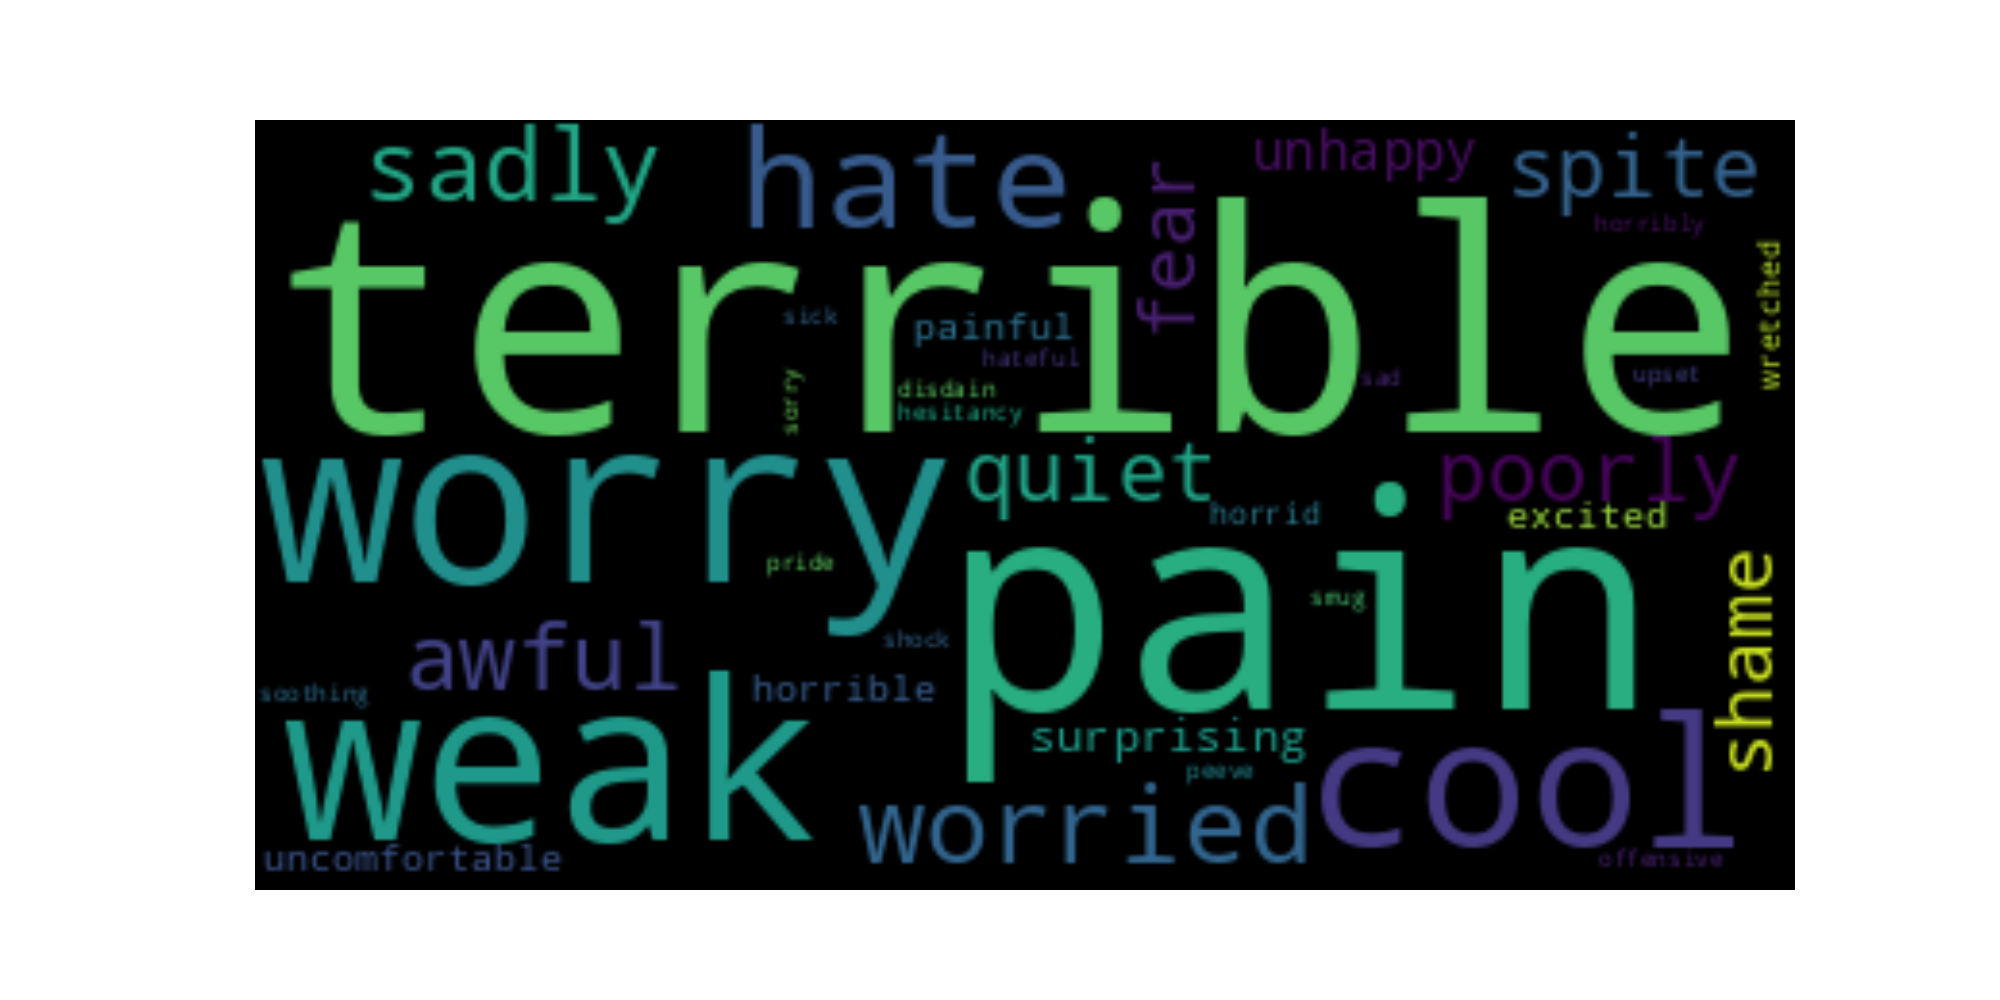 sadly
hate
unhappy
spite
fear
horribly
terrible
wretched
sick
painful
hateful
sorry
disdain
sad
upset
hesitancy
worry
quiet
poorly
horrid
excited
pride
pain
smug
shame
awful
shock
soothing
horrible
weak
surprising
cool
peeve
worried
uncomfortable
offensive